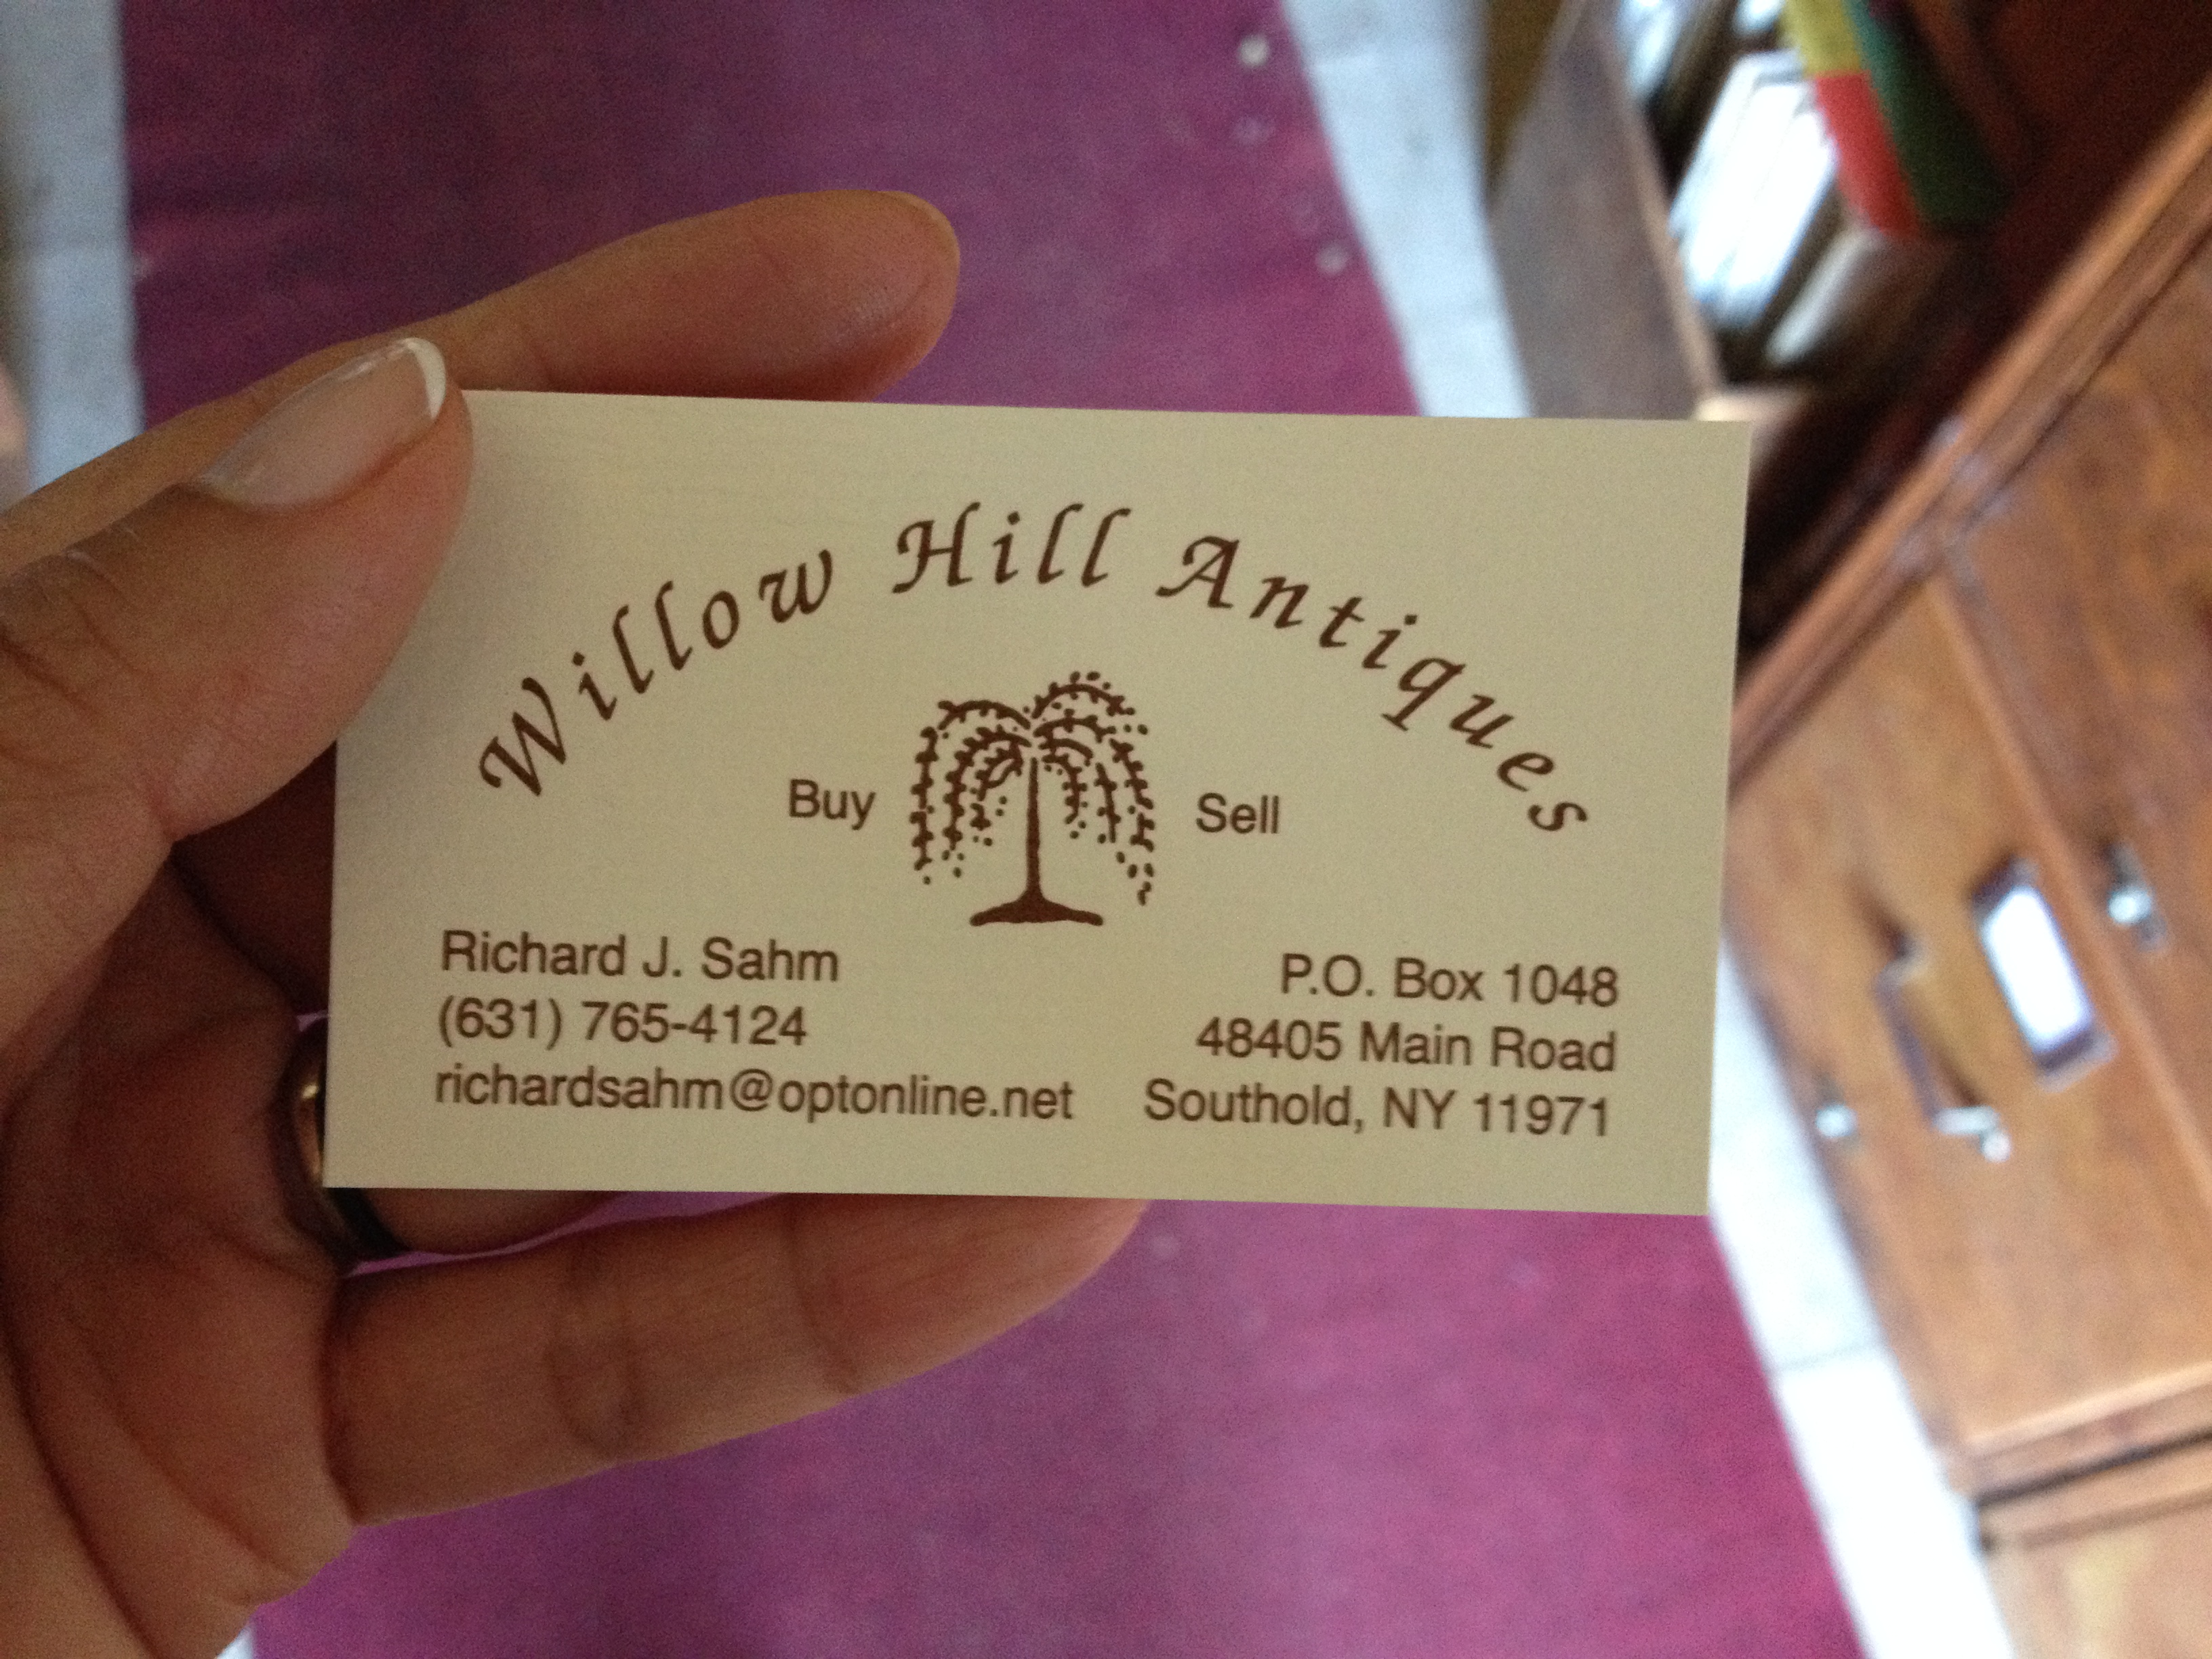 Willow Hill Antiques
Buy Sell
Richard J. Sahm
(631) 765-4124
richardsahm@optonline.net
P.O. Box 1048
48405 Main Road
Southold, NY 11971